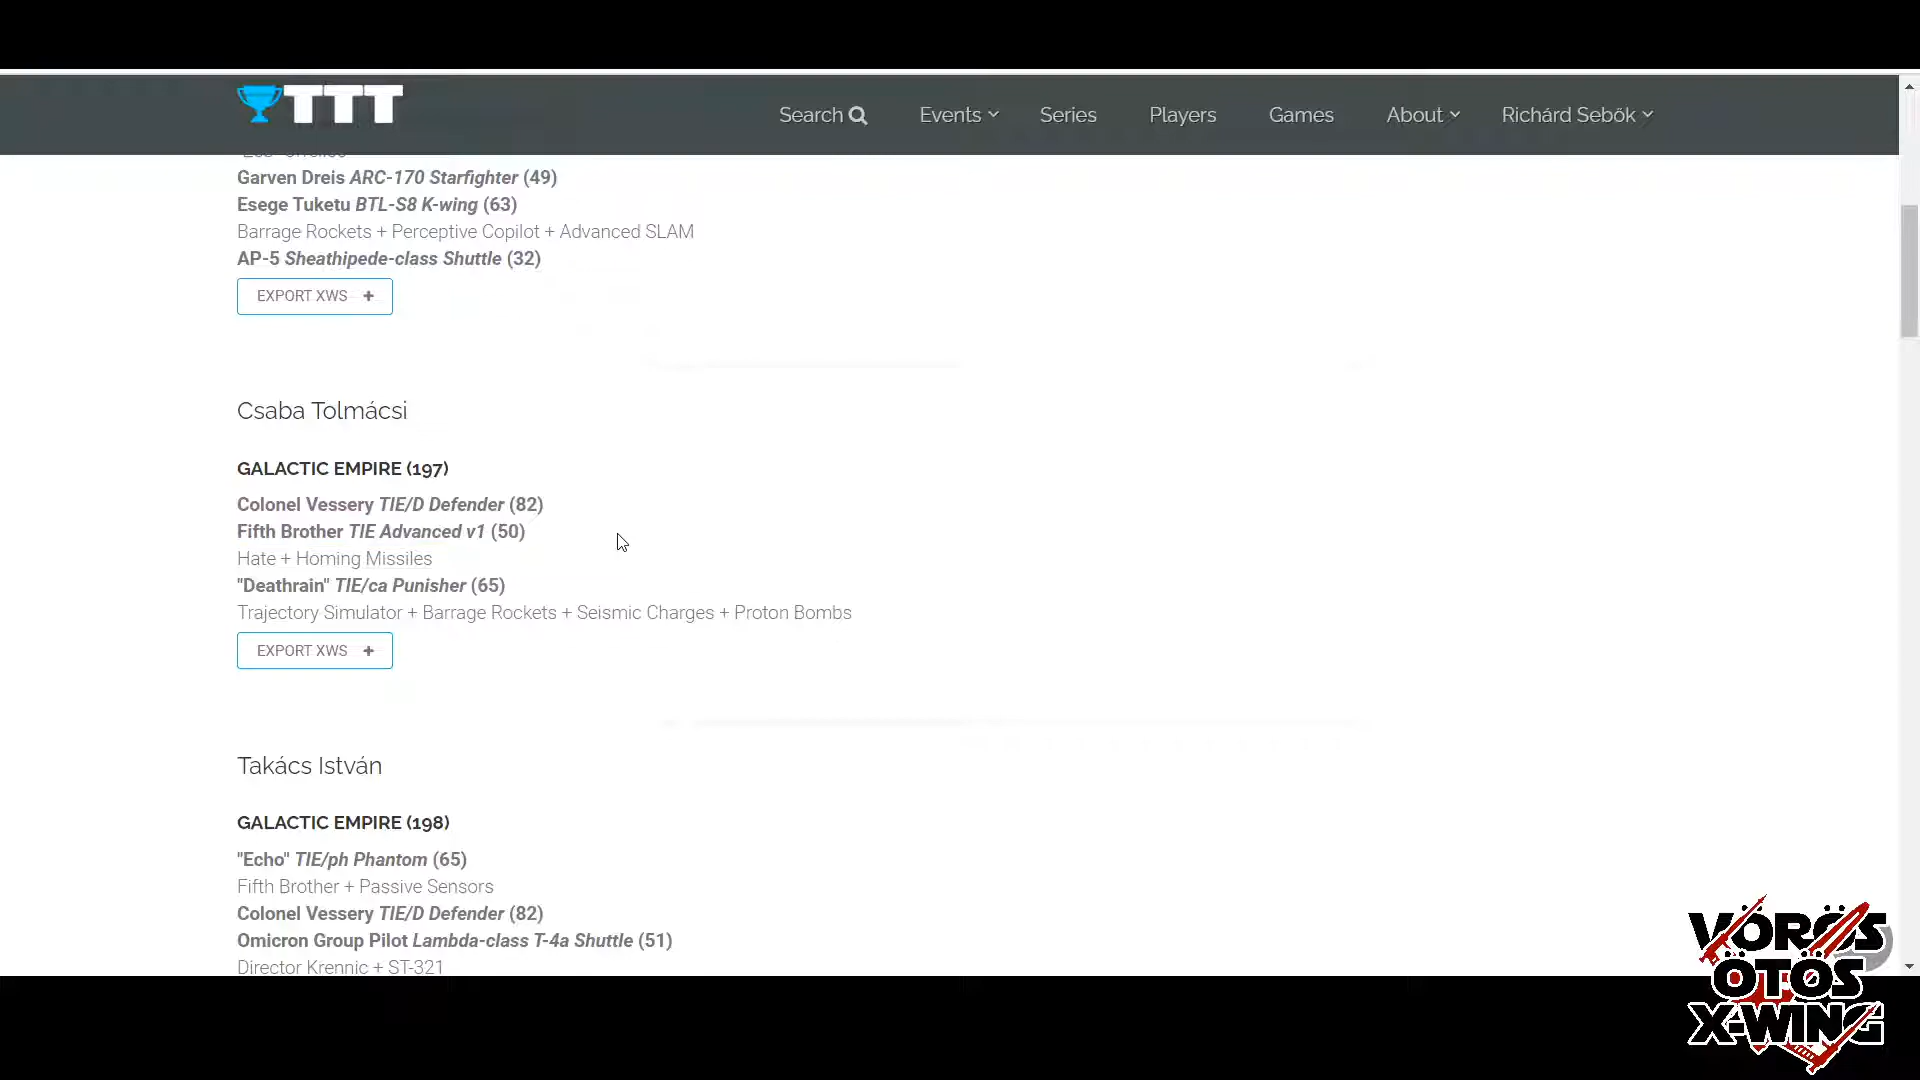 TTT
Search
Events
Series
Players
Games
About
Richárd Sebők
Garven Dreis ARC-170 Starfighter (49)
Esege Tuketu BTL-S8 K-wing (63)
Barrage Rockets + Perceptive Copilot + Advanced SLAM
AP-5 Sheathipede-class Shuttle (32)
EXPORT XWS +
Csaba Tolmácsi
GALACTIC EMPIRE (197)
Colonel Vessery TIE/D Defender (82)
Fifth Brother TIE Advanced v1 (50)
Hate + Homing Missiles
"Deathrain" TIE/ca Punisher (65)
Trajectory Simulator + Barrage Rockets + Seismic Charges + Proton Bombs
EXPORT XWS +
Takács István
GALACTIC EMPIRE (198)
"Echo" TIE/ph Phantom (65)
Fifth Brother + Passive Sensors
Colonel Vessery TIE/D Defender (82)
Omicron Group Pilot Lambda-class T-4a Shuttle (51)
Director Krennic + ST-321
VÖRÖS
ÖTÖS
X-WING